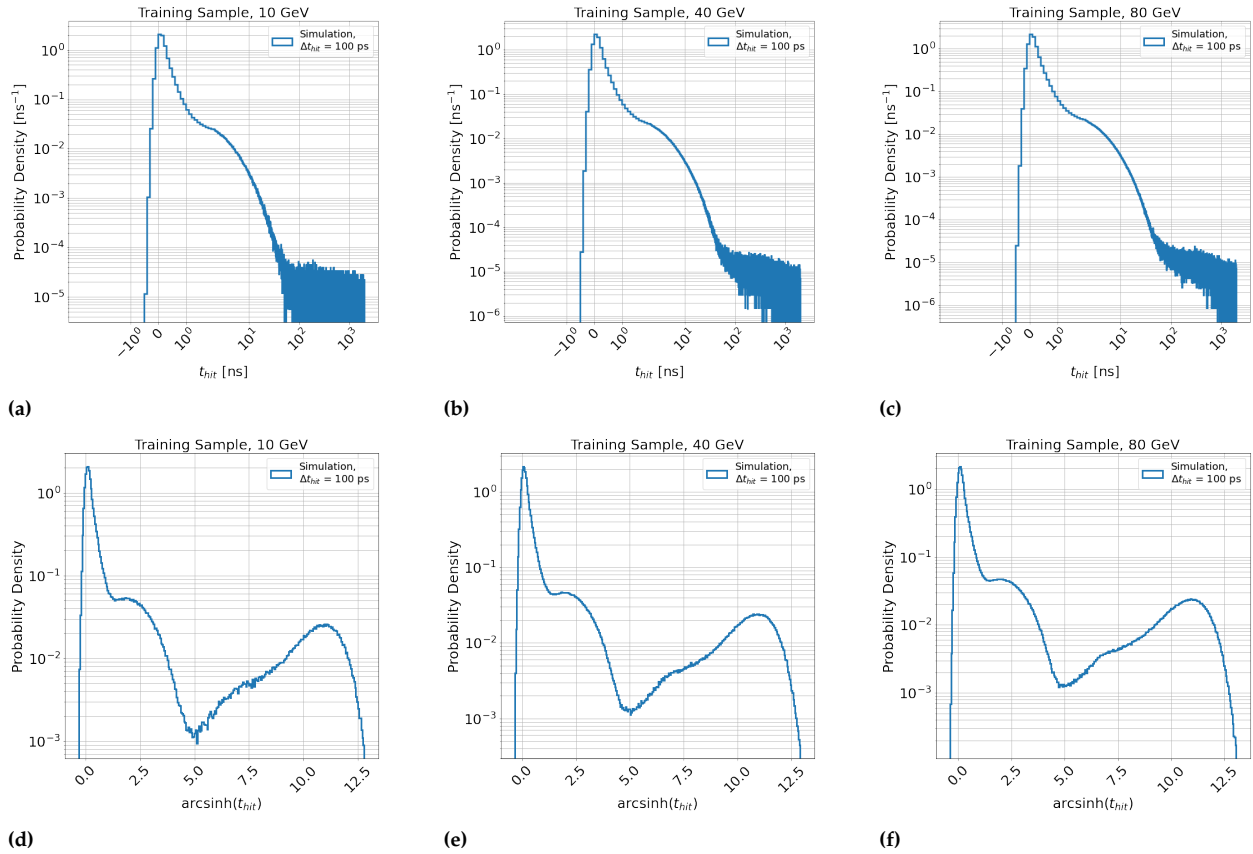 Training Sample, 10 GeV
Simulation,
Δt_hit = 100 ps
Probability Density [ns⁻¹]
10⁰
10⁻¹
10⁻²
10⁻³
10⁻⁴
10⁻⁵
−10⁰ 0 10⁰ 10¹ 10² 10³
t_hit [ns]
(a)
Training Sample, 40 GeV
Simulation,
Δt_hit = 100 ps
Probability Density [ns⁻¹]
10⁰
10⁻¹
10⁻²
10⁻³
10⁻⁴
10⁻⁵
10⁻⁶
−10⁰ 0 10⁰ 10¹ 10² 10³
t_hit [ns]
(b)
Training Sample, 80 GeV
Simulation,
Δt_hit = 100 ps
Probability Density [ns⁻¹]
10⁰
10⁻¹
10⁻²
10⁻³
10⁻⁴
10⁻⁵
10⁻⁶
−10⁰ 0 10⁰ 10¹ 10² 10³
t_hit [ns]
(c)
Training Sample, 10 GeV
Simulation,
Δt_hit = 100 ps
Probability Density
10⁰
10⁻¹
10⁻²
10⁻³
0.0 2.5 5.0 7.5 10.0 12.5
arcsinh(t_hit)
(d)
Training Sample, 40 GeV
Simulation,
Δt_hit = 100 ps
Probability Density
10⁰
10⁻¹
10⁻²
10⁻³
0.0 2.5 5.0 7.5 10.0 12.5
arcsinh(t_hit)
(e)
Training Sample, 80 GeV
Simulation,
Δt_hit = 100 ps
Probability Density
10⁰
10⁻¹
10⁻²
10⁻³
0.0 2.5 5.0 7.5 10.0 12.5
arcsinh(t_hit)
(f)